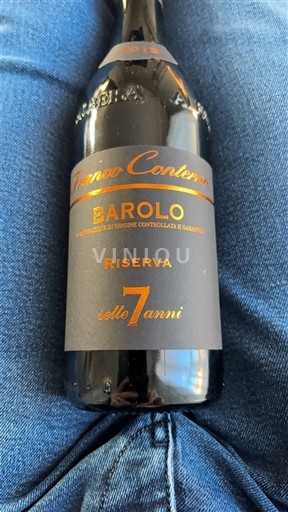 Franco Conterno
BAROLO
DENOMINAZIONE DI ORIGINE CONTROLLATA E GARANTITA
VINIOU
RISERVA
sette 7 anni